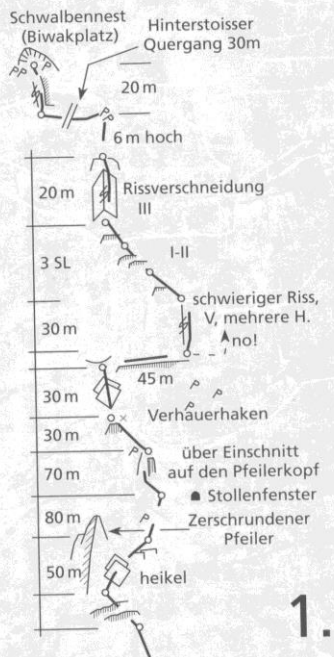 Schwalbennest
(Biwakplatz)
Hinterstoisser
Quergang 30m
20 m
6 m hoch
20 m
Rissverschneidung
III
3 SL
I-II
schwieriger Riss,
V, mehrere H.
no!
30 m
45 m
30 m
Verhauerhaken
30 m
über Einschnitt
auf den Pfeilerkopf
70 m
Stollenfenster
80 m
Zerschrundener
Pfeiler
50 m
heikel
1.